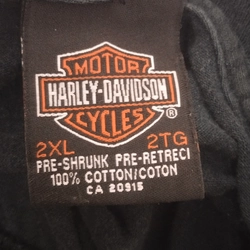 MOTOR
HARLEY-DAVIDSON
CYCLES
®
2XL 2TG
PRE-SHRUNK PRE-RETRECI
100% COTTON/COTON
CA 20915